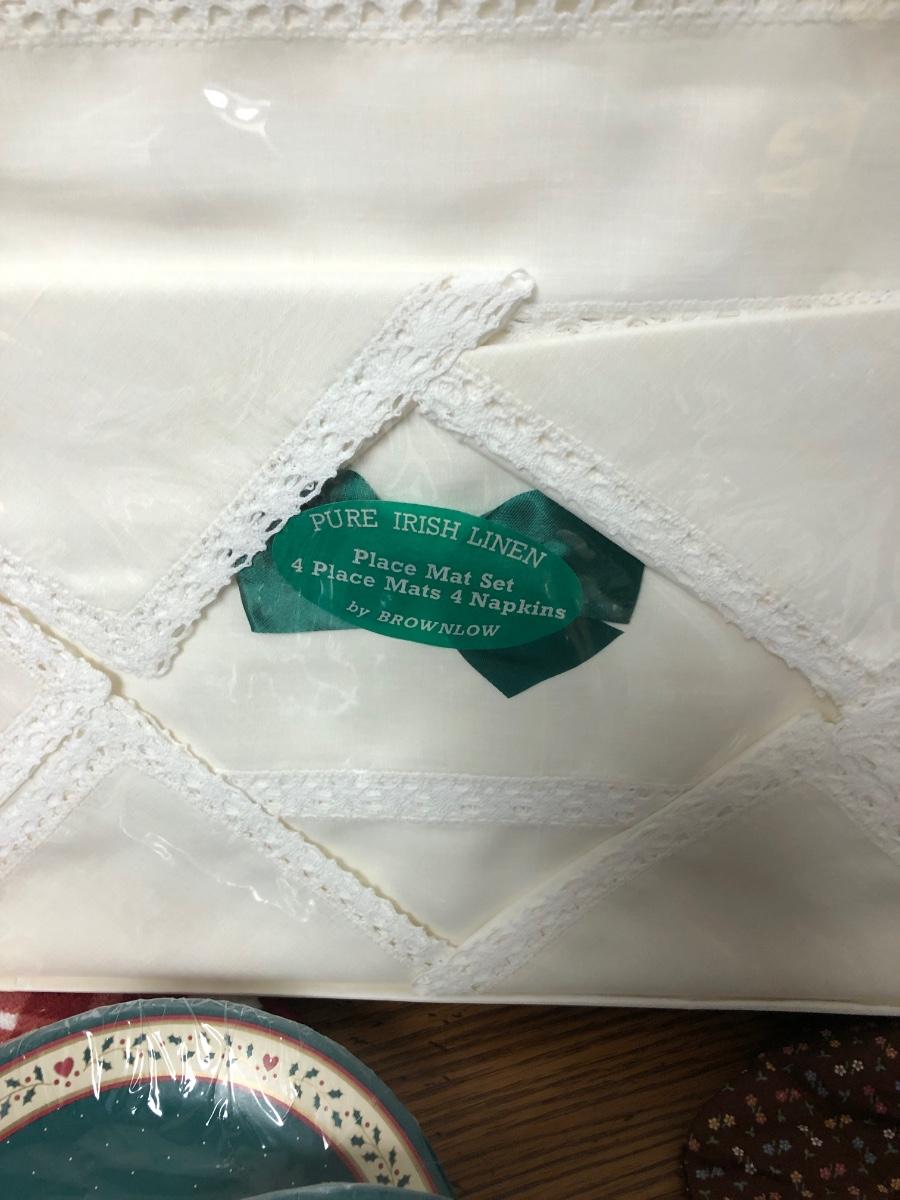 PURE IRISH LINEN
Place Mat Set
4 Place Mats 4 Napkins
by BROWNLOW